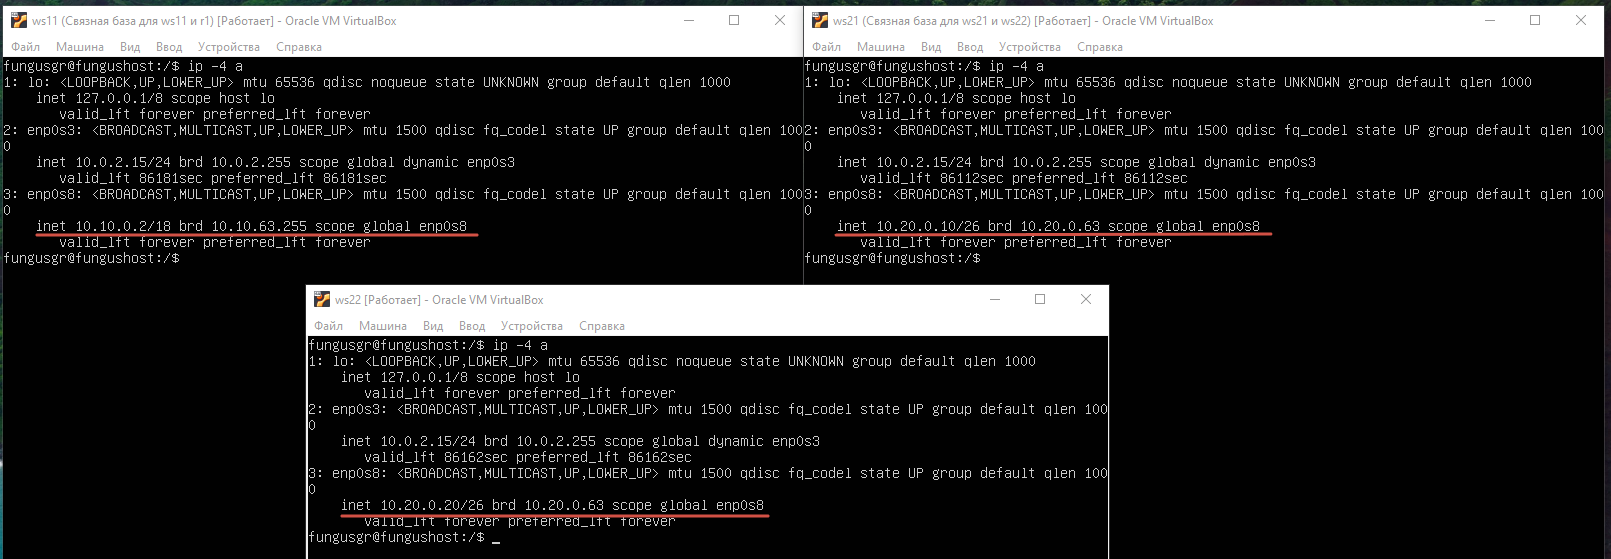 ws11 (Связная база для ws11 и r1) [Работает] - Oracle VM VirtualBox
Файл Машина Вид Ввод Устройства Справка
fungusgr@fungushost:/$ ip -4 a
1: lo: <LOOPBACK,UP,LOWER_UP> mtu 65536 qdisc noqueue state UNKNOWN group default qlen 1000
    inet 127.0.0.1/8 scope host lo
       valid_lft forever preferred_lft forever
2: enp0s3: <BROADCAST,MULTICAST,UP,LOWER_UP> mtu 1500 qdisc fq_codel state UP group default qlen 100
0
    inet 10.0.2.15/24 brd 10.0.2.255 scope global dynamic enp0s3
       valid_lft 86181sec preferred_lft 86181sec
3: enp0s8: <BROADCAST,MULTICAST,UP,LOWER_UP> mtu 1500 qdisc fq_codel state UP group default qlen 100
0
    inet 10.10.0.2/18 brd 10.10.63.255 scope global enp0s8
       valid_lft forever preferred_lft forever
fungusgr@fungushost:/$
ws21 (Связная база для ws21 и ws22) [Работает] - Oracle VM VirtualBox
Файл Машина Вид Ввод Устройства Справка
fungusgr@fungushost:/$ ip -4 a
1: lo: <LOOPBACK,UP,LOWER_UP> mtu 65536 qdisc noqueue state UNKNOWN group default qlen 1000
    inet 127.0.0.1/8 scope host lo
       valid_lft forever preferred_lft forever
2: enp0s3: <BROADCAST,MULTICAST,UP,LOWER_UP> mtu 1500 qdisc fq_codel state UP group default qlen 100
0
    inet 10.0.2.15/24 brd 10.0.2.255 scope global dynamic enp0s3
       valid_lft 86112sec preferred_lft 86112sec
3: enp0s8: <BROADCAST,MULTICAST,UP,LOWER_UP> mtu 1500 qdisc fq_codel state UP group default qlen 100
0
    inet 10.20.0.10/26 brd 10.20.0.63 scope global enp0s8
       valid_lft forever preferred_lft forever
fungusgr@fungushost:/$
ws22 [Работает] - Oracle VM VirtualBox
Файл Машина Вид Ввод Устройства Справка
fungusgr@fungushost:/$ ip -4 a
1: lo: <LOOPBACK,UP,LOWER_UP> mtu 65536 qdisc noqueue state UNKNOWN group default qlen 1000
    inet 127.0.0.1/8 scope host lo
       valid_lft forever preferred_lft forever
2: enp0s3: <BROADCAST,MULTICAST,UP,LOWER_UP> mtu 1500 qdisc fq_codel state UP group default qlen 100
0
    inet 10.0.2.15/24 brd 10.0.2.255 scope global dynamic enp0s3
       valid_lft 86162sec preferred_lft 86162sec
3: enp0s8: <BROADCAST,MULTICAST,UP,LOWER_UP> mtu 1500 qdisc fq_codel state UP group default qlen 100
0
    inet 10.20.0.20/26 brd 10.20.0.63 scope global enp0s8
       valid_lft forever preferred_lft forever
fungusgr@fungushost:/$ _